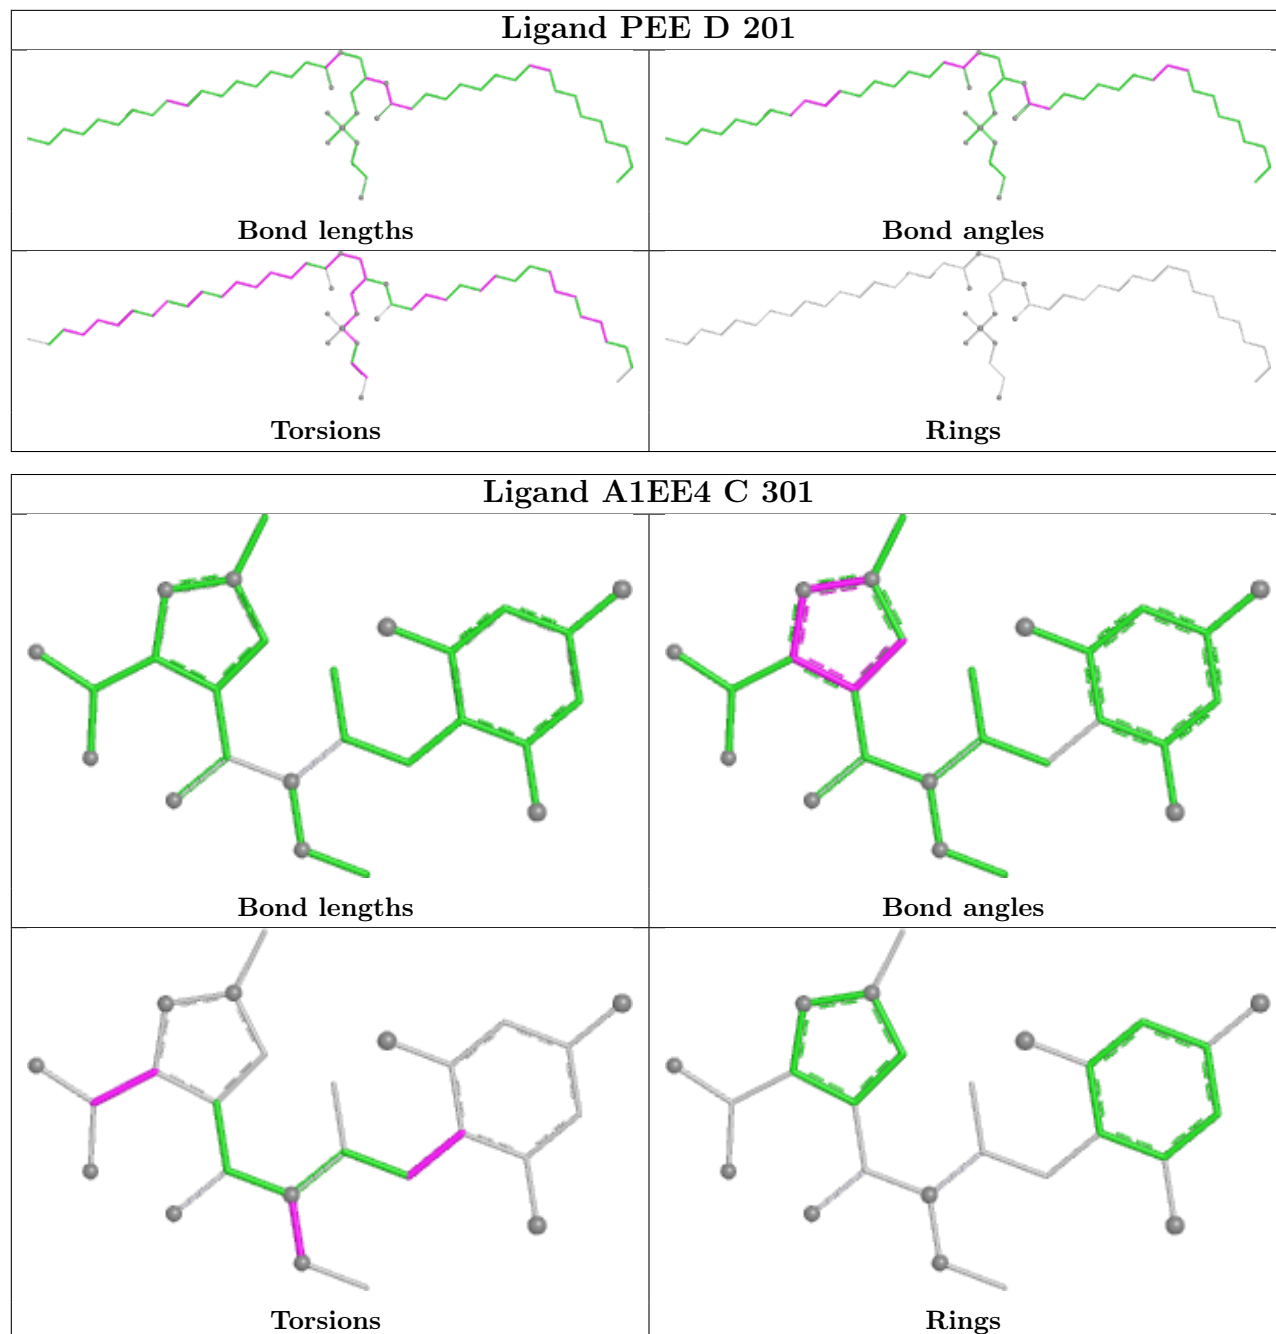 Ligand PEE D 201
Bond lengths
Bond angles
Torsions
Rings
Ligand A1EE4 C 301
Bond lengths
Bond angles
Torsions
Rings